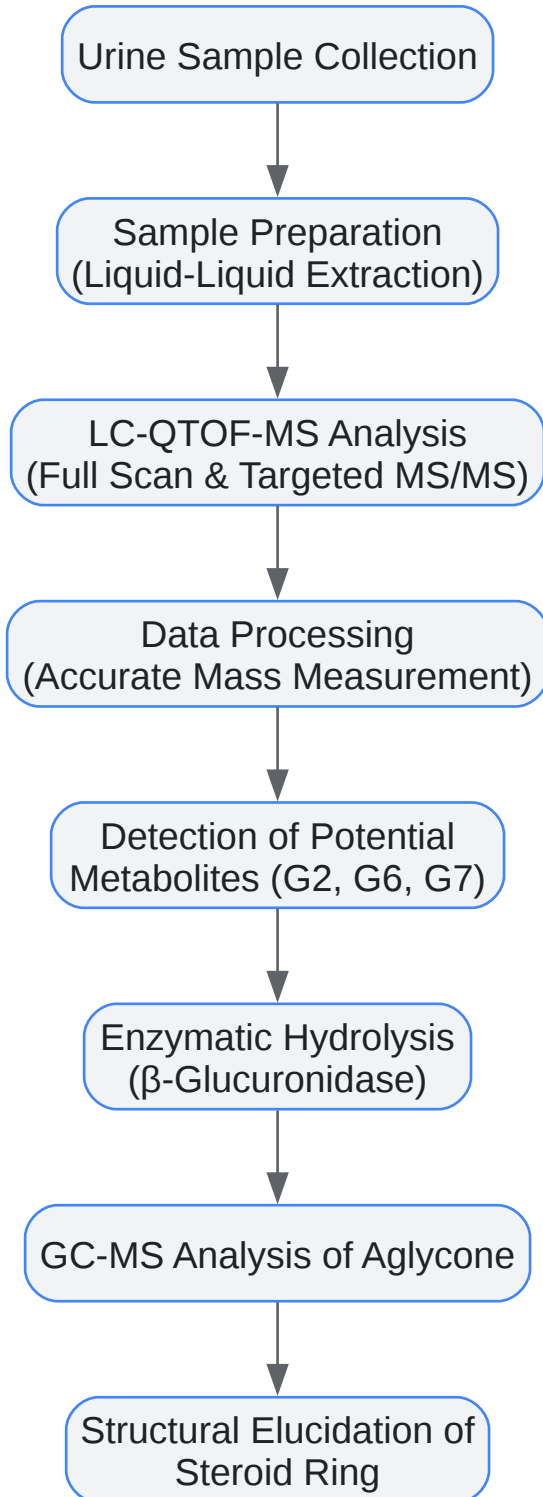 Urine Sample Collection
Sample Preparation
(Liquid-Liquid Extraction)
LC-QTOF-MS Analysis
(Full Scan & Targeted MS/MS)
Data Processing
(Accurate Mass Measurement)
Detection of Potential
Metabolites (G2, G6, G7)
Enzymatic Hydrolysis
(β-Glucuronidase)
GC-MS Analysis of Aglycone
Structural Elucidation of
Steroid Ring